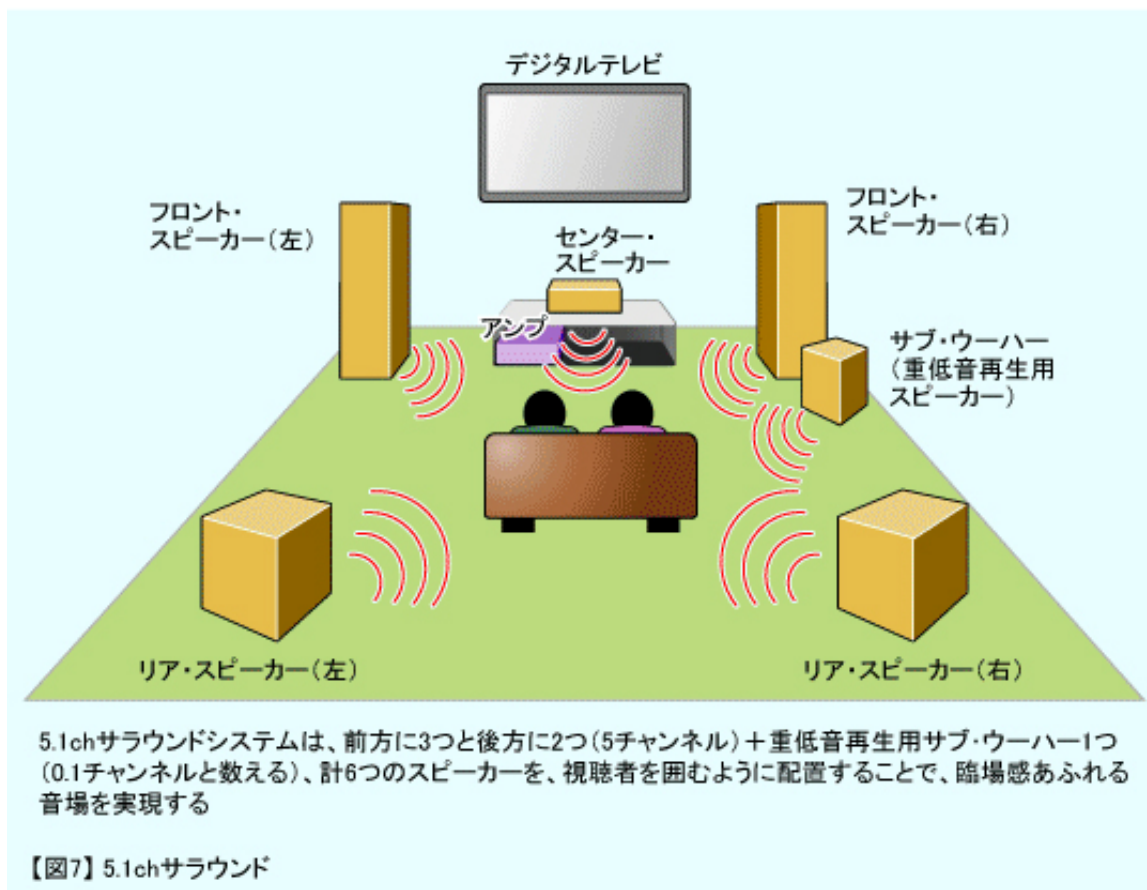 デジタルテレビ
フロント・
スピーカー(左)
フロント・
スピーカー(右)
センター・
スピーカー
アンプ
サブ・ウーハー
(重低音再生用
スピーカー)
リア・スピーカー(左)
リア・スピーカー(右)
5.1chサラウンドシステムは、前方に3つと後方に2つ(5チャンネル)+重低音再生用サブ・ウーハー1つ
(0.1チャンネルと数える)、計6つのスピーカーを、視聴者を囲むように配置することで、臨場感あふれる
音場を実現する
【図7】 5.1chサラウンド